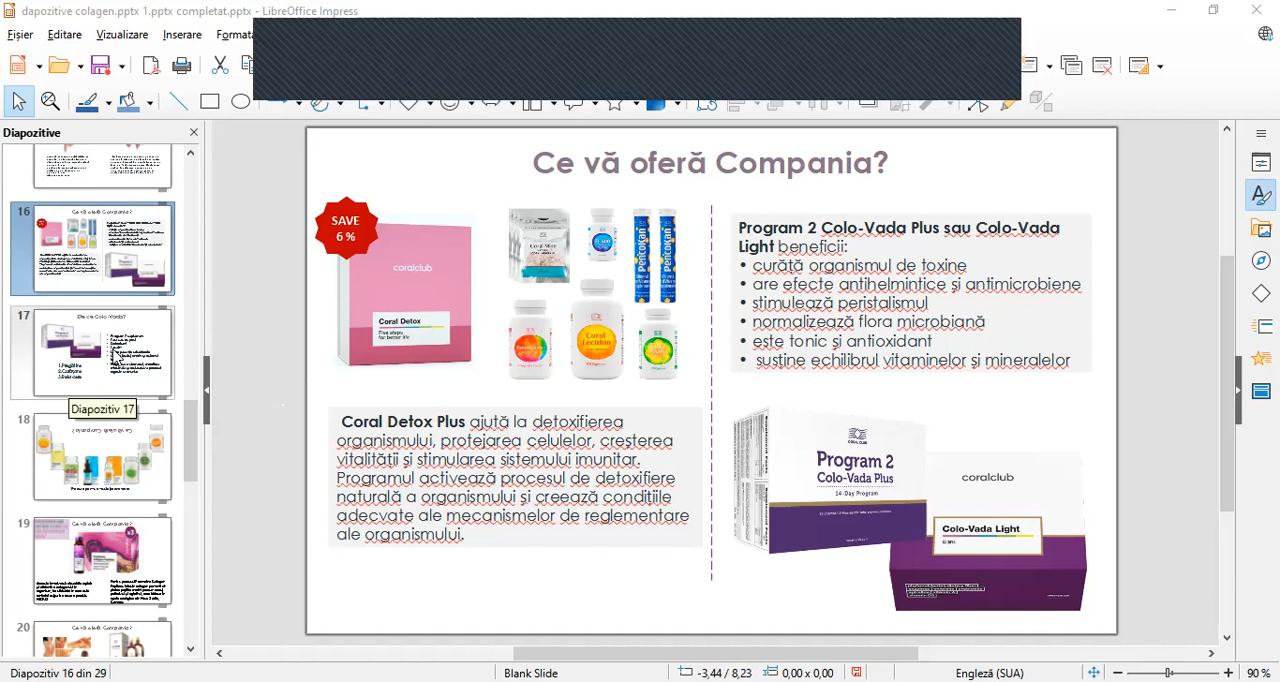 dapozitive colagen.pptx 1.pptx completat.pptx - LibreOffice Impress
Fișier Editare Vizualizare Inserare Formata
Diapozitive
16
17
Diapozitiv 17
18
19
20
Ce vă oferă Compania?
SAVE
6 %
coralclub
Coral Detox
Five steps
for better life
PENTOKAN
PENTOKAN
Coral
Lecithin
Program 2 Colo-Vada Plus sau Colo-Vada
Light beneficii:
• curăță organismul de toxine
• are efecte antihelmintice și antimicrobiene
• stimulează peristalismul
• normalizează flora microbiană
• este tonic și antioxidant
• susține echilibrul vitaminelor și mineralelor
Coral Detox Plus ajută la detoxifierea
organismului, protejarea celulelor, creșterea
vitalității și stimularea sistemului imunitar.
Programul activează procesul de detoxifiere
naturală a organismului și creează condițiile
adecvate ale mecanismelor de reglementare
ale organismului.
CORAL CLUB
Program 2
Colo-Vada Plus
14-Day Program
coralclub
Colo-Vada Light
Diapozitiv 16 din 29
Blank Slide
-3,44 / 8,23
0,00 x 0,00
Engleză (SUA)
90 %